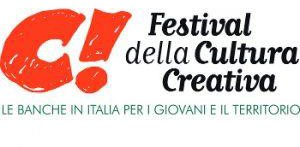 C!
Festival
della Cultura
Creativa
LE BANCHE IN ITALIA PER I GIOVANI E IL TERRITORIO